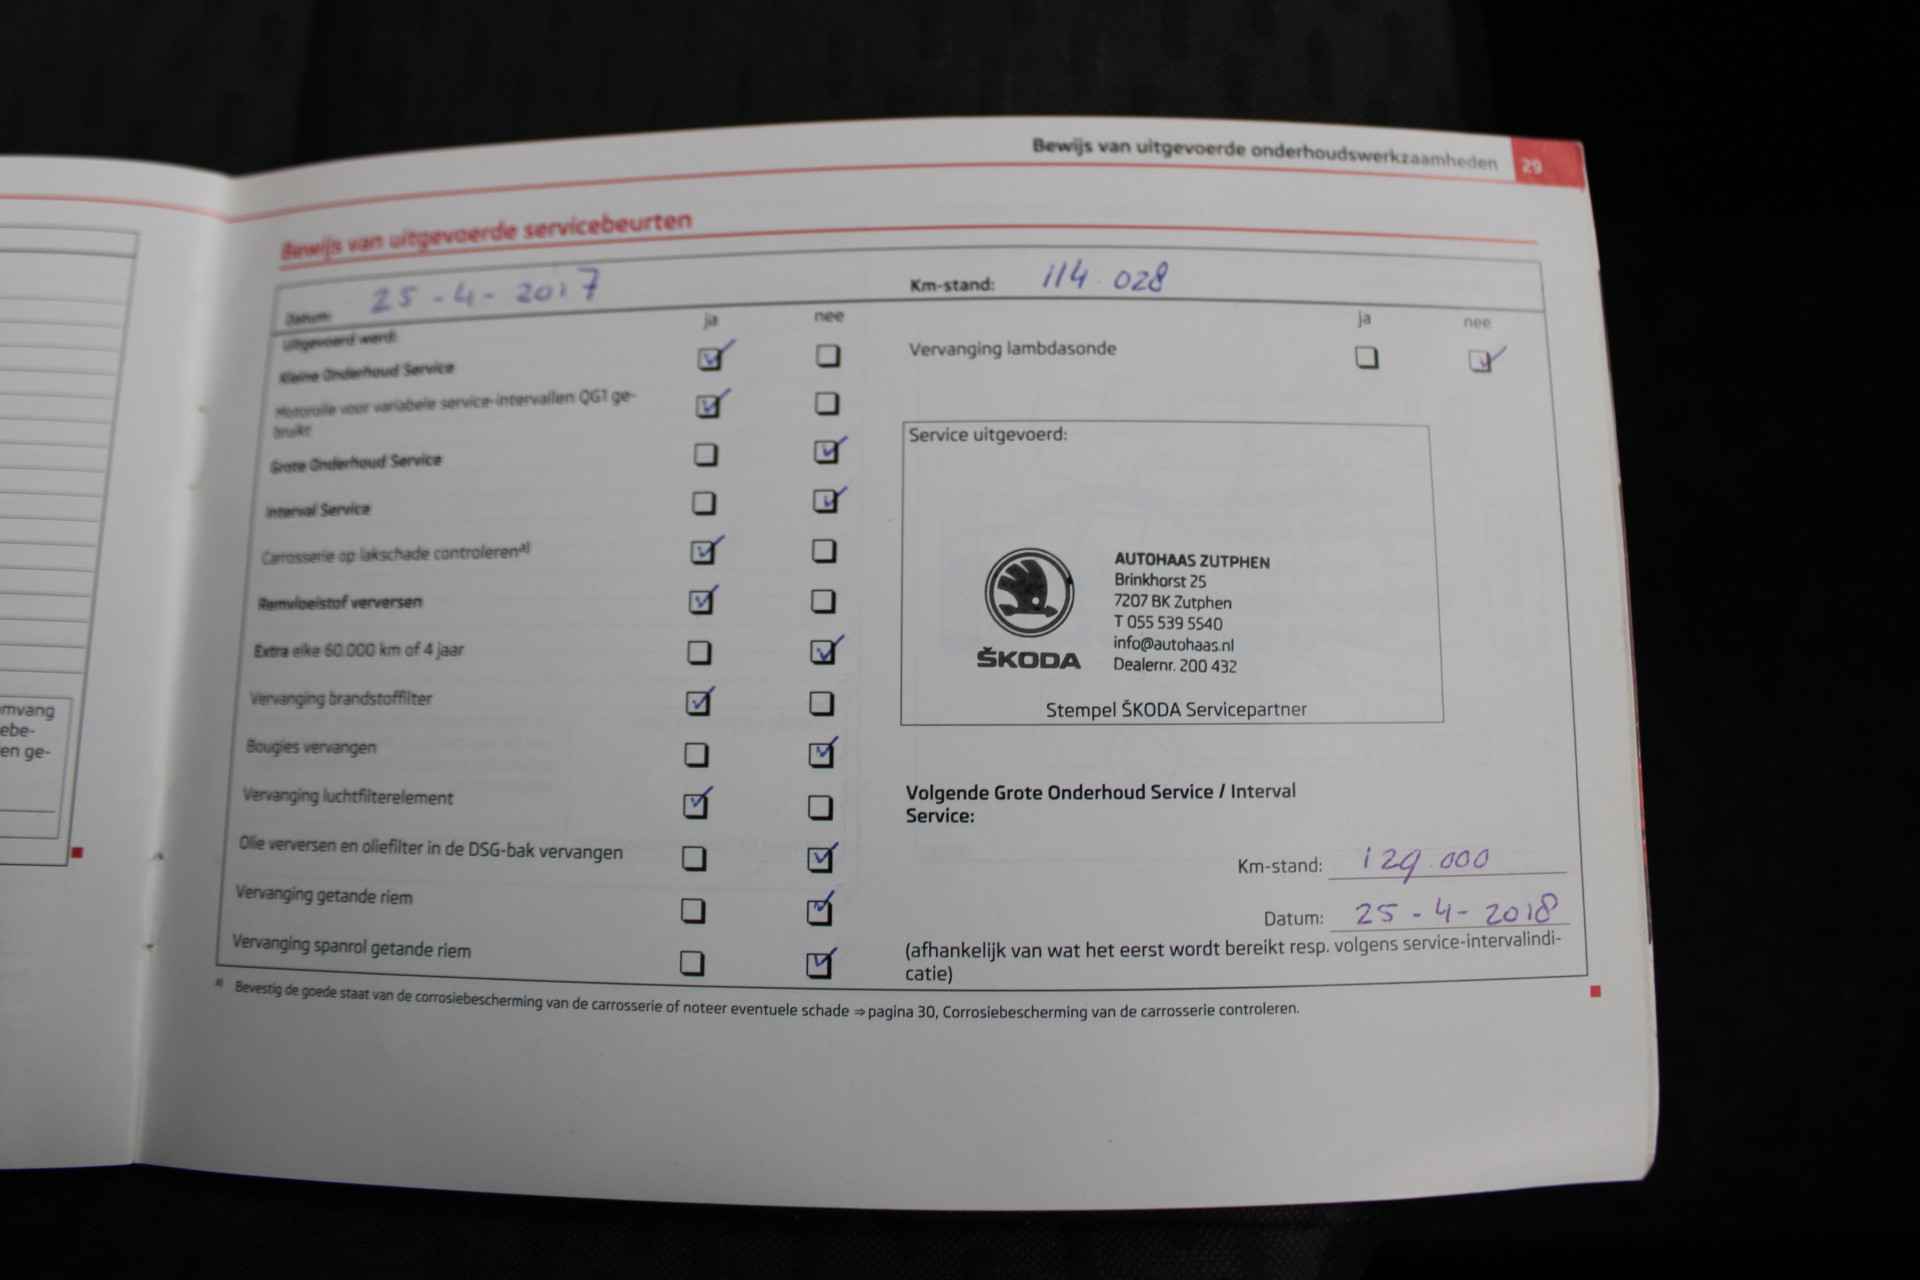 Bewijs van uitgevoerde onderhoudswerkzaamheden 29
Bewijs van uitgevoerde servicebeurten
Datum: 25-4-2017
Km-stand: 114.028
Uitgevoerd werd:
ja nee
Kleine Onderhoud Service
Motorolie voor variabele service-intervallen QG1 ge-
bruikt
Grote Onderhoud Service
Interval Service
Carrosserie op lakschade controleren a)
Remvloeistof verversen
Extra elke 60.000 km of 4 jaar
Vervanging brandstoffilter
Bougies vervangen
Vervanging luchtfilterelement
Olie verversen en oliefilter in de DSG-bak vervangen
Vervanging getande riem
Vervanging spanrol getande riem
ja nee
Vervanging lambdasonde
Service uitgevoerd:
ŠKODA
AUTOHAAS ZUTPHEN
Brinkhorst 25
7207 BK Zutphen
T 055 539 5540
info@autohaas.nl
Dealernr. 200 432
Stempel ŠKODA Servicepartner
Volgende Grote Onderhoud Service / Interval
Service:
Km-stand: 129.000
Datum: 25-4-2018
(afhankelijk van wat het eerst wordt bereikt resp. volgens service-intervalindi-
catie)
a) Bevestig de goede staat van de corrosiebescherming van de carrosserie of noteer eventuele schade ⇒ pagina 30, Corrosiebescherming van de carrosserie controleren.
omvang
ebe-
en ge-